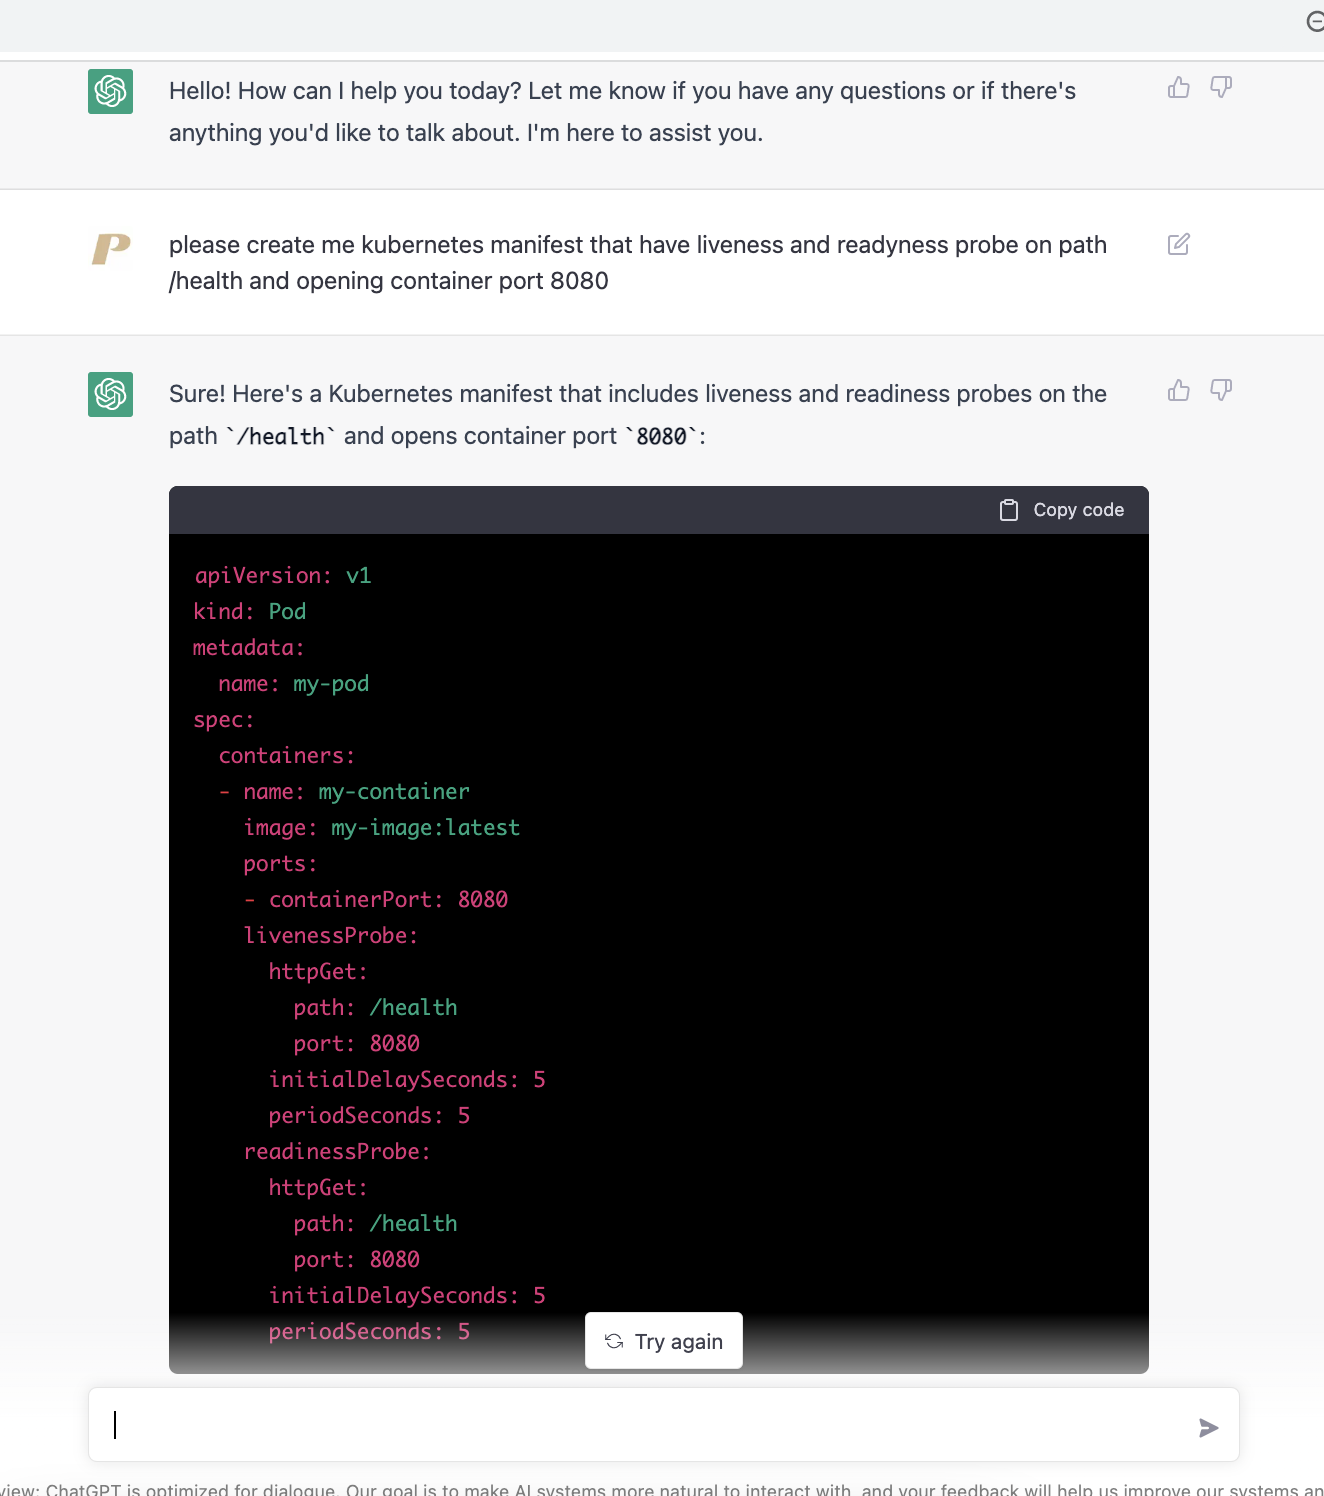 Hello! How can I help you today? Let me know if you have any questions or if there's
anything you'd like to talk about. I'm here to assist you.
P
please create me kubernetes manifest that have liveness and readyness probe on path
/health and opening container port 8080
Sure! Here's a Kubernetes manifest that includes liveness and readiness probes on the
path `/health` and opens container port `8080`:
Copy code
apiVersion: v1
kind: Pod
metadata:
  name: my-pod
spec:
  containers:
  - name: my-container
    image: my-image:latest
    ports:
    - containerPort: 8080
    livenessProbe:
      httpGet:
        path: /health
        port: 8080
      initialDelaySeconds: 5
      periodSeconds: 5
    readinessProbe:
      httpGet:
        path: /health
        port: 8080
      initialDelaySeconds: 5
      periodSeconds: 5
Try again
view: ChatGPT is optimized for dialogue. Our goal is to make AI systems more natural to interact with, and your feedback will help us improve our systems an